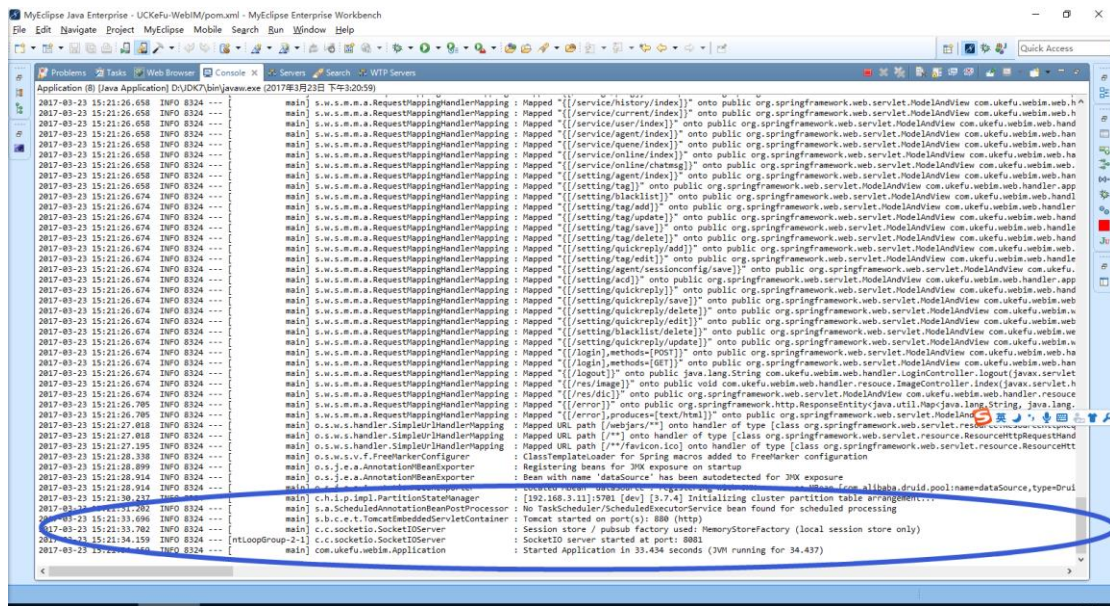 MyEclipse Java Enterprise - UCKeFu-WebIM/pom.xml - MyEclipse Enterprise Workbench
File Edit Navigate Project MyEclipse Mobile Search Run Window Help
Quick Access
Problems Tasks Web Browser Console Servers Search WTP Servers
Application (8) [Java Application] D:\JDK7\bin\javaw.exe (2017年3月23日 下午3:20:59)
2017-03-23 15:21:26.658 INFO 8324 --- [ main] s.w.s.m.m.a.RequestMappingHandlerMapping : Mapped "{[/service/history/index]}" onto public org.springframework.web.servlet.ModelAndView com.ukefu.webim.web.h
2017-03-23 15:21:26.658 INFO 8324 --- [ main] s.w.s.m.m.a.RequestMappingHandlerMapping : Mapped "{[/service/current/index]}" onto public org.springframework.web.servlet.ModelAndView com.ukefu.webim.web.h
2017-03-23 15:21:26.658 INFO 8324 --- [ main] s.w.s.m.m.a.RequestMappingHandlerMapping : Mapped "{[/service/user/index]}" onto public org.springframework.web.servlet.ModelAndView com.ukefu.webim.web.hand
2017-03-23 15:21:26.658 INFO 8324 --- [ main] s.w.s.m.m.a.RequestMappingHandlerMapping : Mapped "{[/service/agent/index]}" onto public org.springframework.web.servlet.ModelAndView com.ukefu.webim.web.han
2017-03-23 15:21:26.658 INFO 8324 --- [ main] s.w.s.m.m.a.RequestMappingHandlerMapping : Mapped "{[/service/quene/index]}" onto public org.springframework.web.servlet.ModelAndView com.ukefu.webim.web.han
2017-03-23 15:21:26.658 INFO 8324 --- [ main] s.w.s.m.m.a.RequestMappingHandlerMapping : Mapped "{[/service/online/index]}" onto public org.springframework.web.servlet.ModelAndView com.ukefu.webim.web.ha
2017-03-23 15:21:26.658 INFO 8324 --- [ main] s.w.s.m.m.a.RequestMappingHandlerMapping : Mapped "{[/service/online/chatmsg]}" onto public org.springframework.web.servlet.ModelAndView com.ukefu.webim.web.
2017-03-23 15:21:26.658 INFO 8324 --- [ main] s.w.s.m.m.a.RequestMappingHandlerMapping : Mapped "{[/setting/agent/index]}" onto public org.springframework.web.servlet.ModelAndView com.ukefu.webim.web.han
2017-03-23 15:21:26.658 INFO 8324 --- [ main] s.w.s.m.m.a.RequestMappingHandlerMapping : Mapped "{[/setting/tag]}" onto public org.springframework.web.servlet.ModelAndView com.ukefu.webim.web.handler.app
2017-03-23 15:21:26.658 INFO 8324 --- [ main] s.w.s.m.m.a.RequestMappingHandlerMapping : Mapped "{[/setting/blacklist]}" onto public org.springframework.web.servlet.ModelAndView com.ukefu.webim.web.handl
2017-03-23 15:21:26.674 INFO 8324 --- [ main] s.w.s.m.m.a.RequestMappingHandlerMapping : Mapped "{[/setting/tag/add]}" onto public org.springframework.web.servlet.ModelAndView com.ukefu.webim.web.handler
2017-03-23 15:21:26.674 INFO 8324 --- [ main] s.w.s.m.m.a.RequestMappingHandlerMapping : Mapped "{[/setting/tag/update]}" onto public org.springframework.web.servlet.ModelAndView com.ukefu.webim.web.hand
2017-03-23 15:21:26.674 INFO 8324 --- [ main] s.w.s.m.m.a.RequestMappingHandlerMapping : Mapped "{[/setting/tag/save]}" onto public org.springframework.web.servlet.ModelAndView com.ukefu.webim.web.handle
2017-03-23 15:21:26.674 INFO 8324 --- [ main] s.w.s.m.m.a.RequestMappingHandlerMapping : Mapped "{[/setting/tag/delete]}" onto public org.springframework.web.servlet.ModelAndView com.ukefu.webim.web.hand
2017-03-23 15:21:26.674 INFO 8324 --- [ main] s.w.s.m.m.a.RequestMappingHandlerMapping : Mapped "{[/setting/quickreply/add]}" onto public org.springframework.web.servlet.ModelAndView com.ukefu.webim.web.
2017-03-23 15:21:26.674 INFO 8324 --- [ main] s.w.s.m.m.a.RequestMappingHandlerMapping : Mapped "{[/setting/tag/edit]}" onto public org.springframework.web.servlet.ModelAndView com.ukefu.webim.web.handle
2017-03-23 15:21:26.674 INFO 8324 --- [ main] s.w.s.m.m.a.RequestMappingHandlerMapping : Mapped "{[/setting/agent/sessionconfig/save]}" onto public org.springframework.web.servlet.ModelAndView com.ukefu.
2017-03-23 15:21:26.674 INFO 8324 --- [ main] s.w.s.m.m.a.RequestMappingHandlerMapping : Mapped "{[/setting/acd]}" onto public org.springframework.web.servlet.ModelAndView com.ukefu.webim.web.handler.app
2017-03-23 15:21:26.674 INFO 8324 --- [ main] s.w.s.m.m.a.RequestMappingHandlerMapping : Mapped "{[/setting/quickreply]}" onto public org.springframework.web.servlet.ModelAndView com.ukefu.webim.web.hand
2017-03-23 15:21:26.674 INFO 8324 --- [ main] s.w.s.m.m.a.RequestMappingHandlerMapping : Mapped "{[/setting/quickreply/save]}" onto public org.springframework.web.servlet.ModelAndView com.ukefu.webim.web
2017-03-23 15:21:26.674 INFO 8324 --- [ main] s.w.s.m.m.a.RequestMappingHandlerMapping : Mapped "{[/setting/quickreply/delete]}" onto public org.springframework.web.servlet.ModelAndView com.ukefu.webim.w
2017-03-23 15:21:26.674 INFO 8324 --- [ main] s.w.s.m.m.a.RequestMappingHandlerMapping : Mapped "{[/setting/quickreply/edit]}" onto public org.springframework.web.servlet.ModelAndView com.ukefu.webim.web
2017-03-23 15:21:26.674 INFO 8324 --- [ main] s.w.s.m.m.a.RequestMappingHandlerMapping : Mapped "{[/setting/blacklist/delete]}" onto public org.springframework.web.servlet.ModelAndView com.ukefu.webim.we
2017-03-23 15:21:26.674 INFO 8324 --- [ main] s.w.s.m.m.a.RequestMappingHandlerMapping : Mapped "{[/setting/quickreply/update]}" onto public org.springframework.web.servlet.ModelAndView com.ukefu.webim.w
2017-03-23 15:21:26.674 INFO 8324 --- [ main] s.w.s.m.m.a.RequestMappingHandlerMapping : Mapped "{[/login],methods=[POST]}" onto public org.springframework.web.servlet.ModelAndView com.ukefu.webim.web.ha
2017-03-23 15:21:26.674 INFO 8324 --- [ main] s.w.s.m.m.a.RequestMappingHandlerMapping : Mapped "{[/login],methods=[GET]}" onto public org.springframework.web.servlet.ModelAndView com.ukefu.webim.web.han
2017-03-23 15:21:26.674 INFO 8324 --- [ main] s.w.s.m.m.a.RequestMappingHandlerMapping : Mapped "{[/logout]}" onto public java.lang.String com.ukefu.webim.web.handler.LoginController.logout(javax.servlet
2017-03-23 15:21:26.674 INFO 8324 --- [ main] s.w.s.m.m.a.RequestMappingHandlerMapping : Mapped "{[/res/image]}" onto public void com.ukefu.webim.web.handler.resouce.ImageController.index(javax.servlet.h
2017-03-23 15:21:26.674 INFO 8324 --- [ main] s.w.s.m.m.a.RequestMappingHandlerMapping : Mapped "{[/res/dic]}" onto public org.springframework.web.servlet.ModelAndView com.ukefu.webim.web.handler.resouce
2017-03-23 15:21:26.705 INFO 8324 --- [ main] s.w.s.m.m.a.RequestMappingHandlerMapping : Mapped "{[/error]}" onto public org.springframework.http.ResponseEntity<java.util.Map<java.lang.String, java.lang.
2017-03-23 15:21:26.705 INFO 8324 --- [ main] s.w.s.m.m.a.RequestMappingHandlerMapping : Mapped "{[/error],produces=[text/html]}" onto public org.springframework.web.servlet.ModelAnd
英
2017-03-23 15:21:27.018 INFO 8324 --- [ main] o.s.w.s.handler.SimpleUrlHandlerMapping : Mapped URL path [/webjars/**] onto handler of type [class org.springframework.web.servlet.resource.
2017-03-23 15:21:27.018 INFO 8324 --- [ main] o.s.w.s.handler.SimpleUrlHandlerMapping : Mapped URL path [/**] onto handler of type [class org.springframework.web.servlet.resource.ResourceHttpRequestHand
2017-03-23 15:21:27.195 INFO 8324 --- [ main] o.s.w.s.handler.SimpleUrlHandlerMapping : Mapped URL path [/**/favicon.ico] onto handler of type [class org.springframework.web.servlet.resource.ResourceHtt
2017-03-23 15:21:28.338 INFO 8324 --- [ main] o.s.w.s.v.f.FreeMarkerConfigurer : ClassTemplateLoader for Spring macros added to FreeMarker configuration
2017-03-23 15:21:28.899 INFO 8324 --- [ main] o.s.j.e.a.AnnotationMBeanExporter : Registering beans for JMX exposure on startup
2017-03-23 15:21:28.914 INFO 8324 --- [ main] o.s.j.e.a.AnnotationMBeanExporter : Bean with name 'dataSource' has been autodetected for JMX exposure
2017-03-23 15:21:28.914 INFO 8324 --- [ main] [com.alibaba.druid.pool:name=dataSource,type=Drui
2017-03-23 15:21:30.237 INFO 8324 --- [ main] c.h.i.p.impl.PartitionStateManager : [192.168.3.11]:5701 [dev] [3.7.4] Initializing cluster partition table arrangement...
15:21:31.202 INFO 8324 --- [ main] s.a.ScheduledAnnotationBeanPostProcessor : No TaskScheduler/ScheduledExecutorService bean found for scheduled processing
15:21:33.696 INFO 8324 --- [ main] s.b.c.e.t.TomcatEmbeddedServletContainer : Tomcat started on port(s): 880 (http)
15:21:33.702 INFO 8324 --- [ main] c.c.socketio.SocketIOServer : Session store / pubsub factory used: MemoryStoreFactory (local session store only)
2017-03-23 15:21:34.159 INFO 8324 --- [ntLoopGroup-2-1] c.c.socketio.SocketIOServer : SocketIO server started at port: 8081
2017-03-23 INFO 8324 --- [ main] com.ukefu.webim.Application : Started Application in 33.434 seconds (JVM running for 34.437)